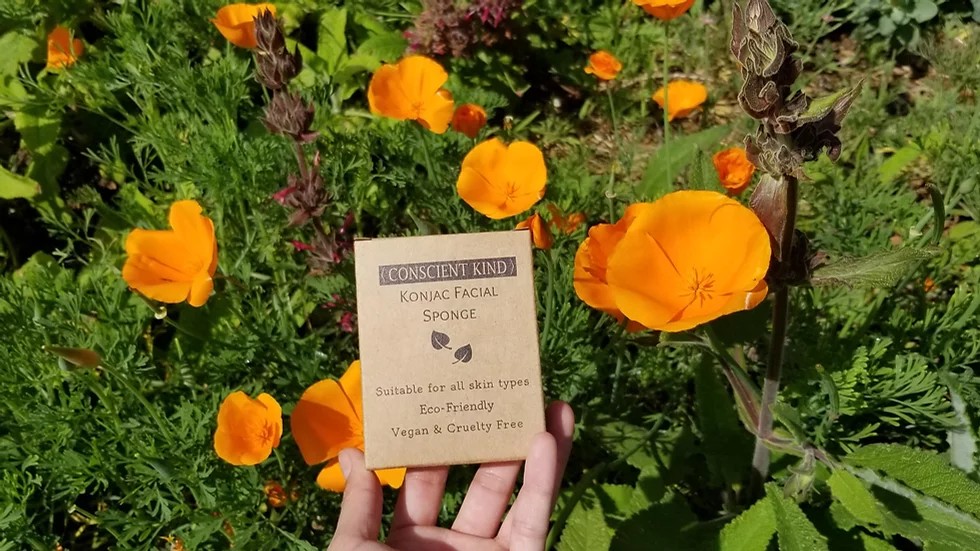 CONSCIENT KIND
Konjac Facial
Sponge
Suitable for all skin types
Eco-Friendly
Vegan & Cruelty Free